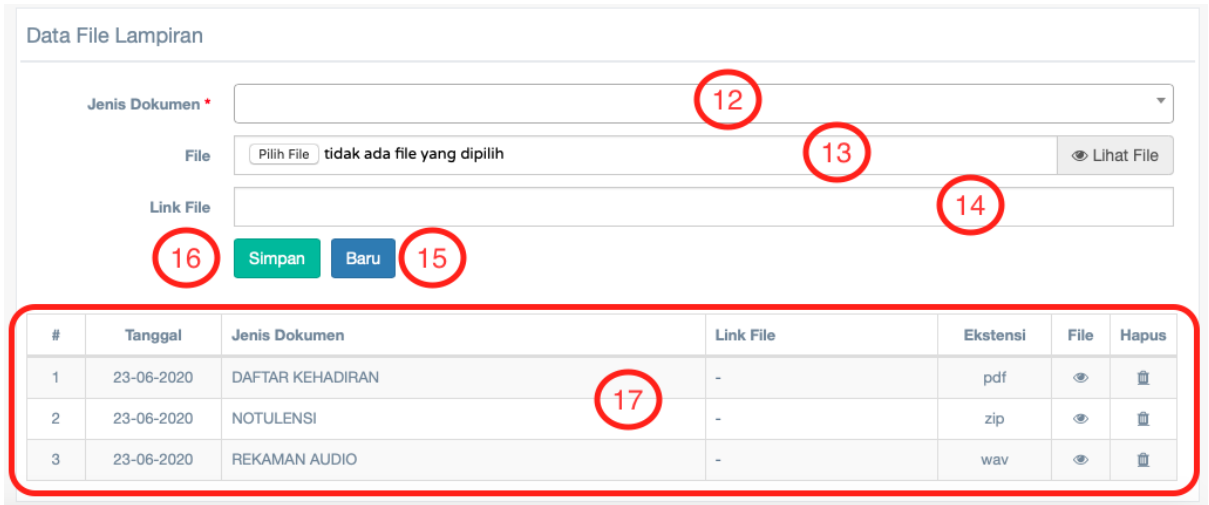 Data File Lampiran
Jenis Dokumen * 12
File Pilih File tidak ada file yang dipilih 13 Lihat File
Link File 14
16 Simpan Baru 15
# Tanggal Jenis Dokumen Link File Ekstensi File Hapus
1 23-06-2020 DAFTAR KEHADIRAN - pdf
17
2 23-06-2020 NOTULENSI - zip
3 23-06-2020 REKAMAN AUDIO - wav